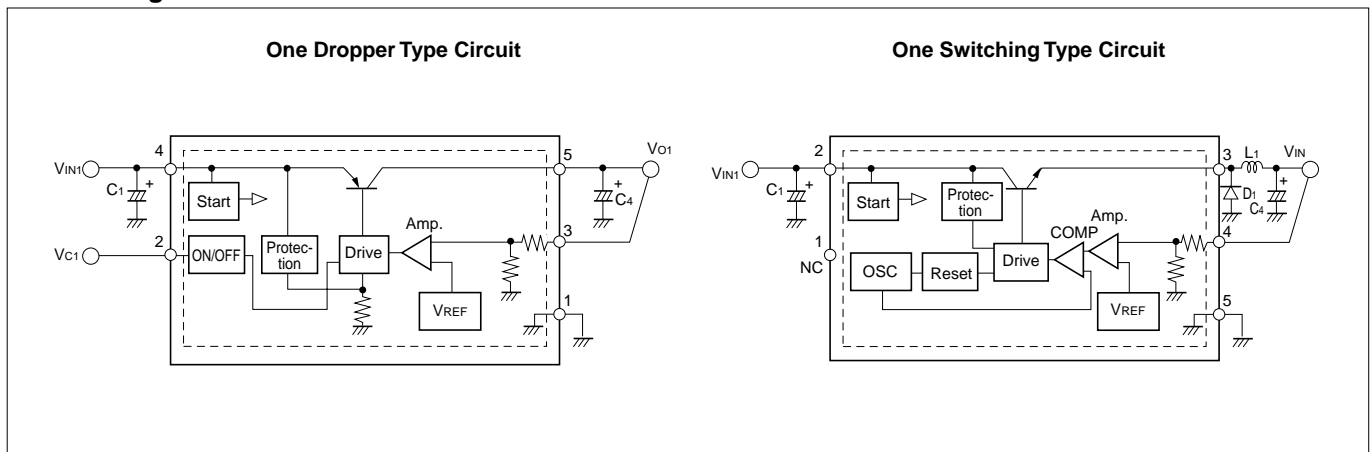 One Dropper Type Circuit
VIN1
4
C1
+
Start
VC1
2
ON/OFF
Protec-
tion
Drive
Amp.
VREF
5
+
C4
VO1
3
1
One Switching Type Circuit
VIN1
2
C1
+
Start
1
NC
Protec-
tion
OSC
Reset
Drive
COMP
Amp.
VREF
3
L1
VIN
D1
C4
+
4
5